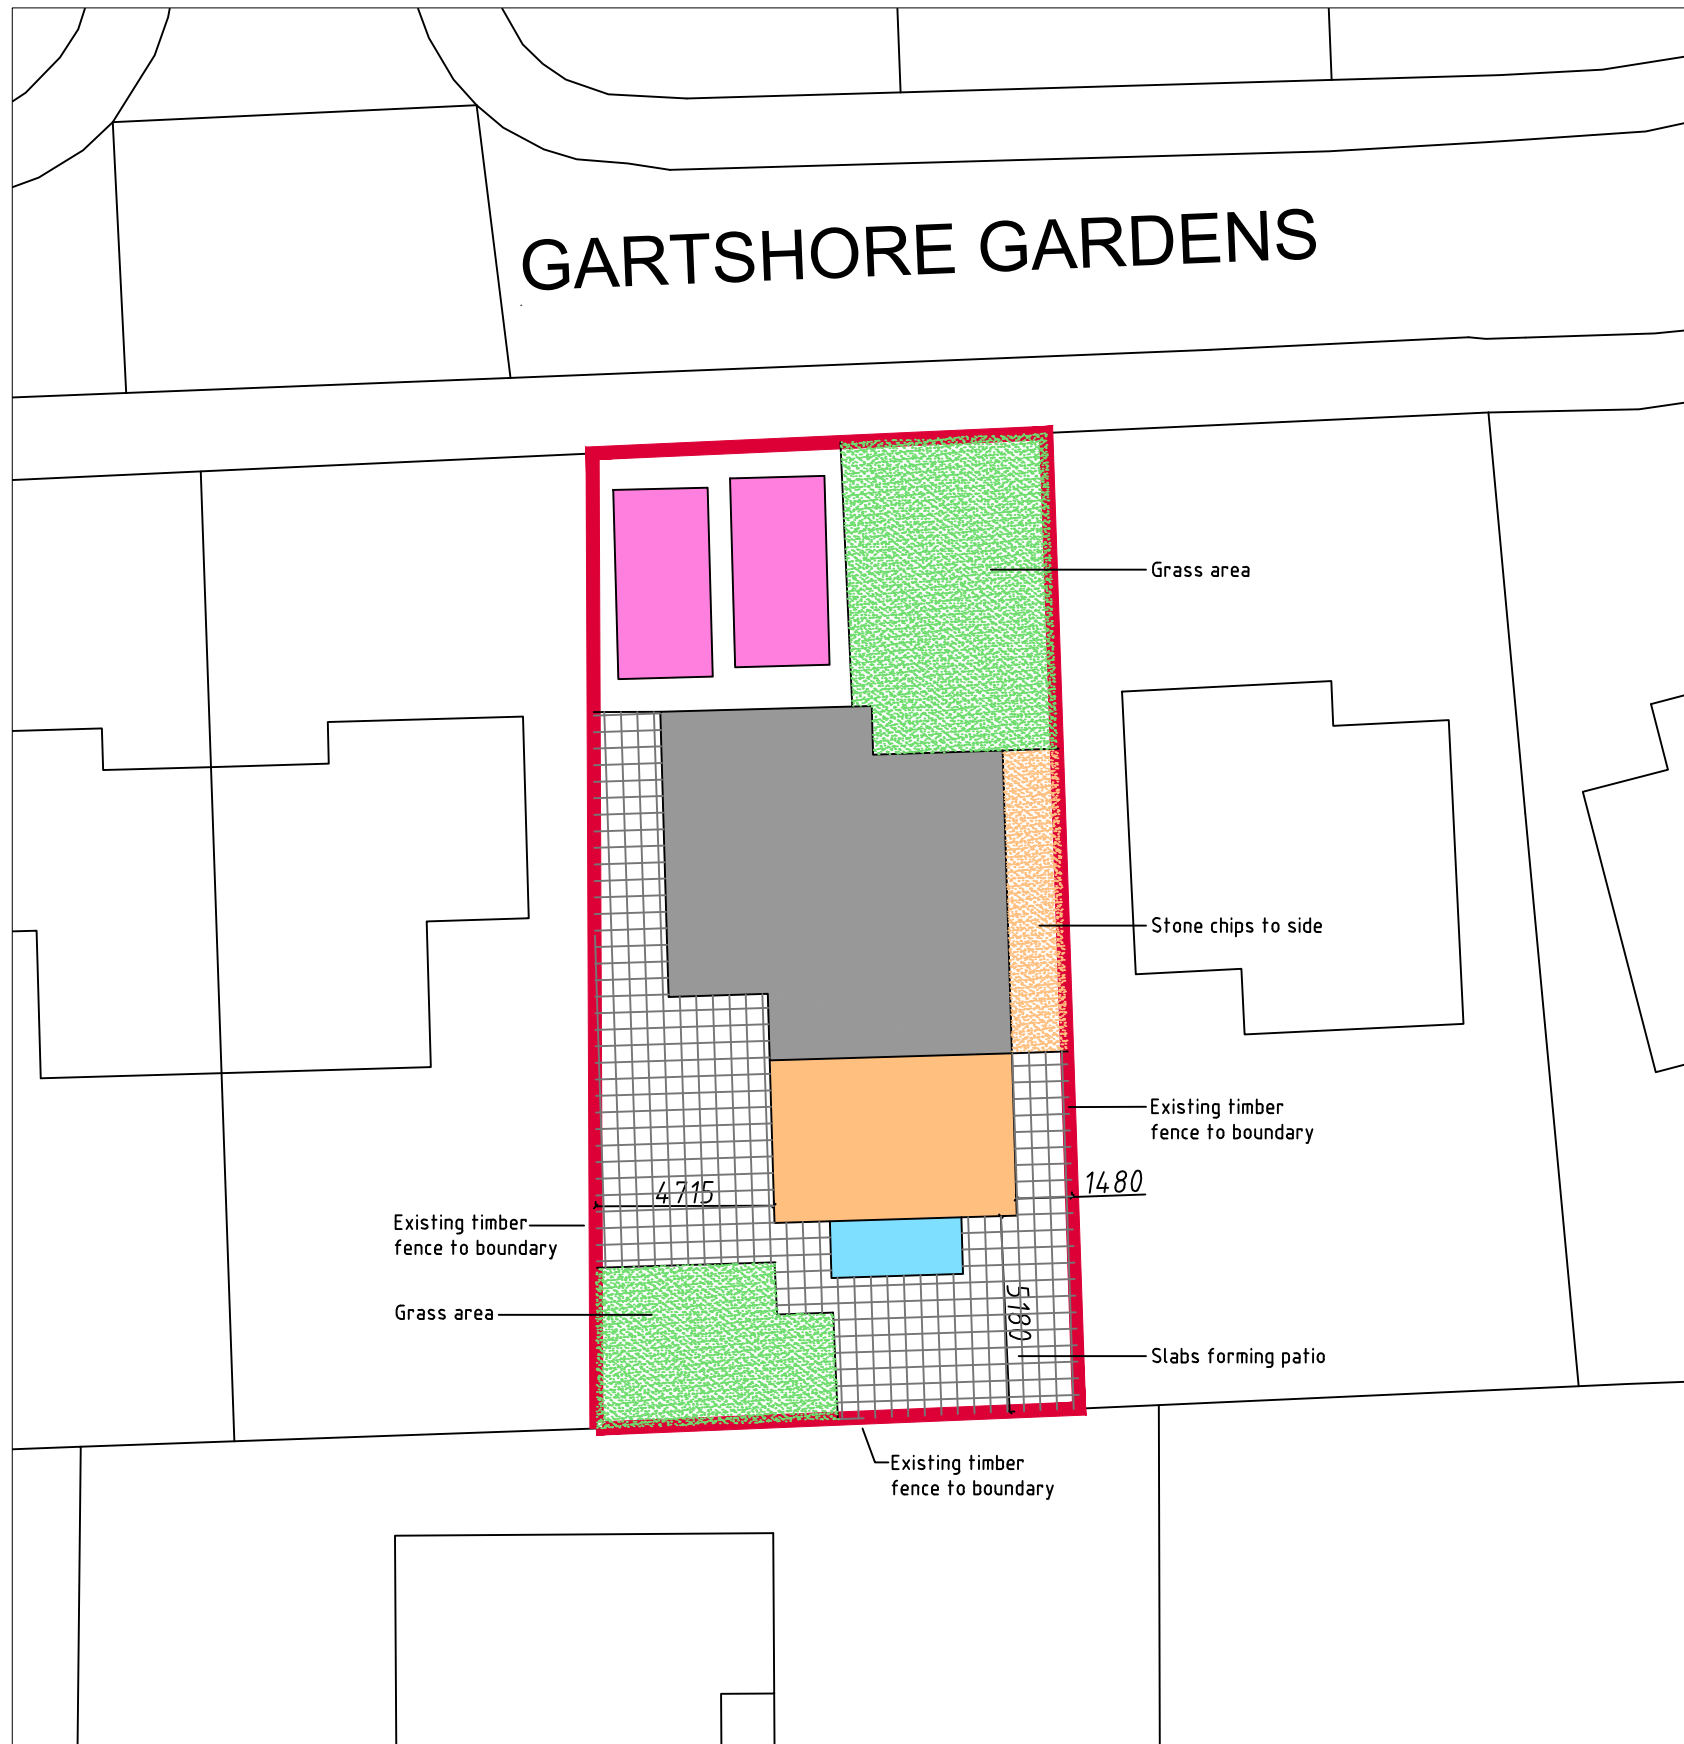 GARTSHORE GARDENS
Grass area
Stone chips to side
Existing timber
fence to boundary
4715
1480
Existing timber
fence to boundary
5180
Grass area
Slabs forming patio
Existing timber
fence to boundary